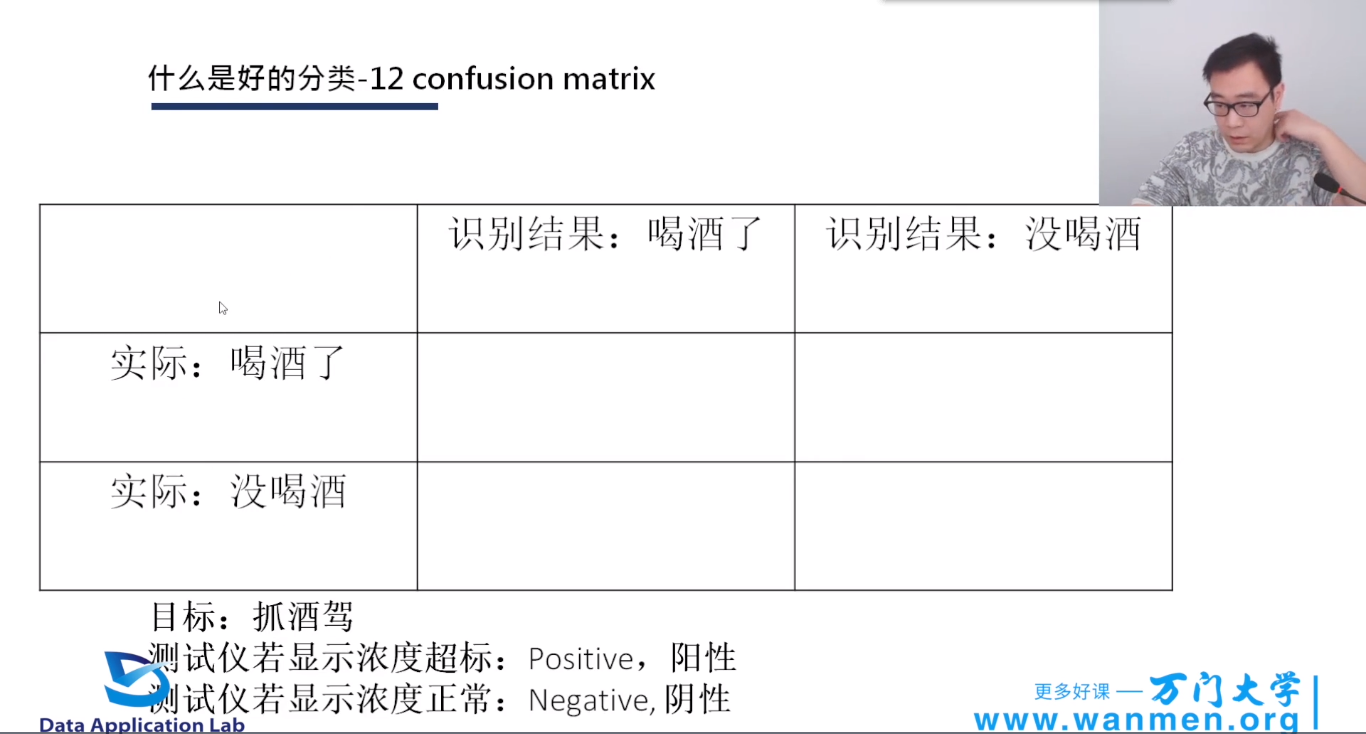 什么是好的分类-12 confusion matrix
识别结果：喝酒了
识别结果：没喝酒
实际：喝酒了
实际：没喝酒
目标：抓酒驾
测试仪若显示浓度超标：Positive，阳性
测试仪若显示浓度正常：Negative, 阴性
Data Application Lab
更多好课 — 万门大学
www.wanmen.org